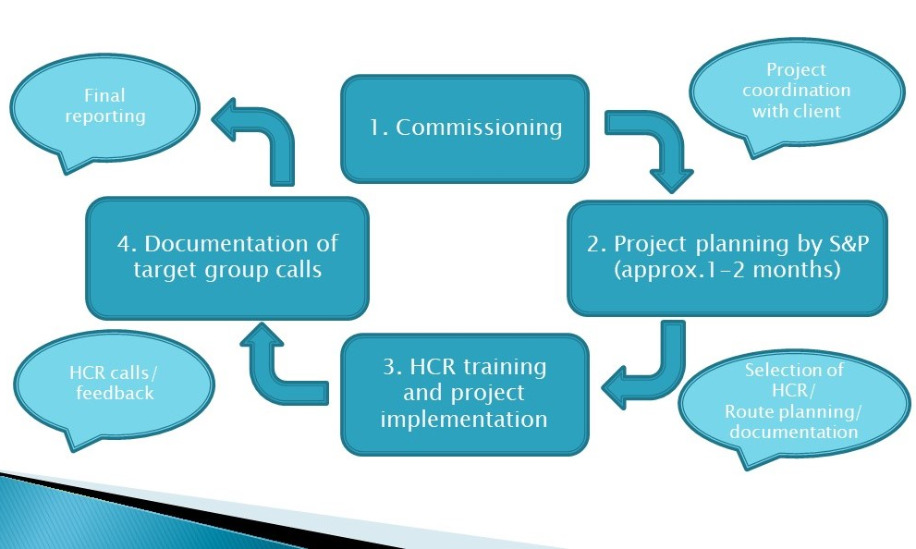 1. Commissioning
Project
coordination
with client
2. Project planning by S&P
(approx.1-2 months)
Selection of
HCR/
Route planning/
documentation
3. HCR training
and project
implementation
HCR calls/
feedback
4. Documentation of
target group calls
Final
reporting